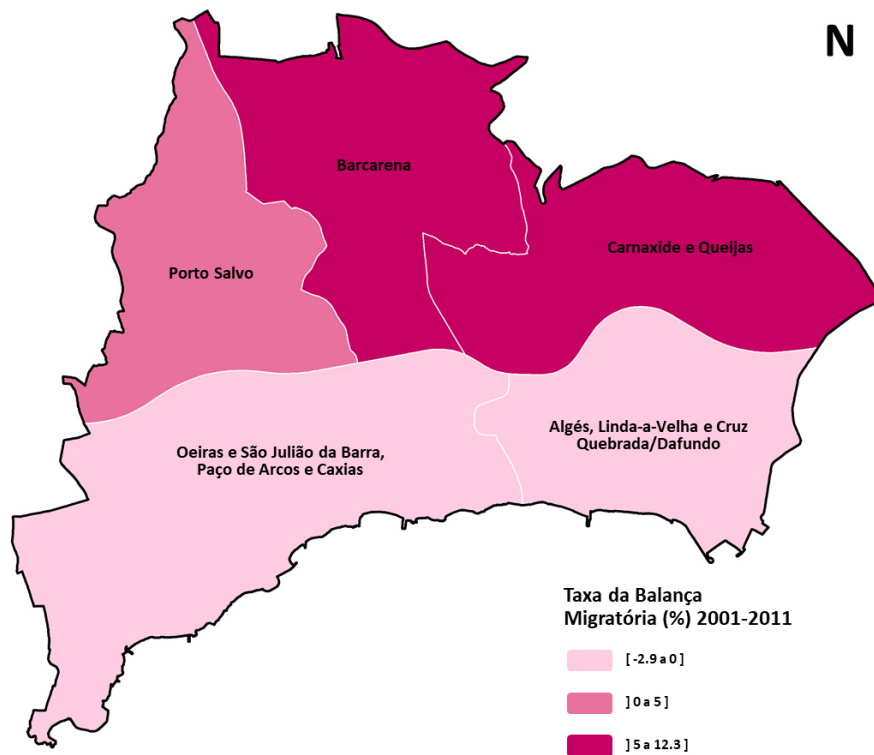 N
Barcarena
Carnaxide e Queijas
Porto Salvo
Algés, Linda-a-Velha e Cruz
Quebrada/Dafundo
Oeiras e São Julião da Barra,
Paço de Arcos e Caxias
Taxa da Balança
Migratória (%) 2001-2011
[ -2.9 a 0 ]
] 0 a 5 ]
] 5 a 12.3 ]